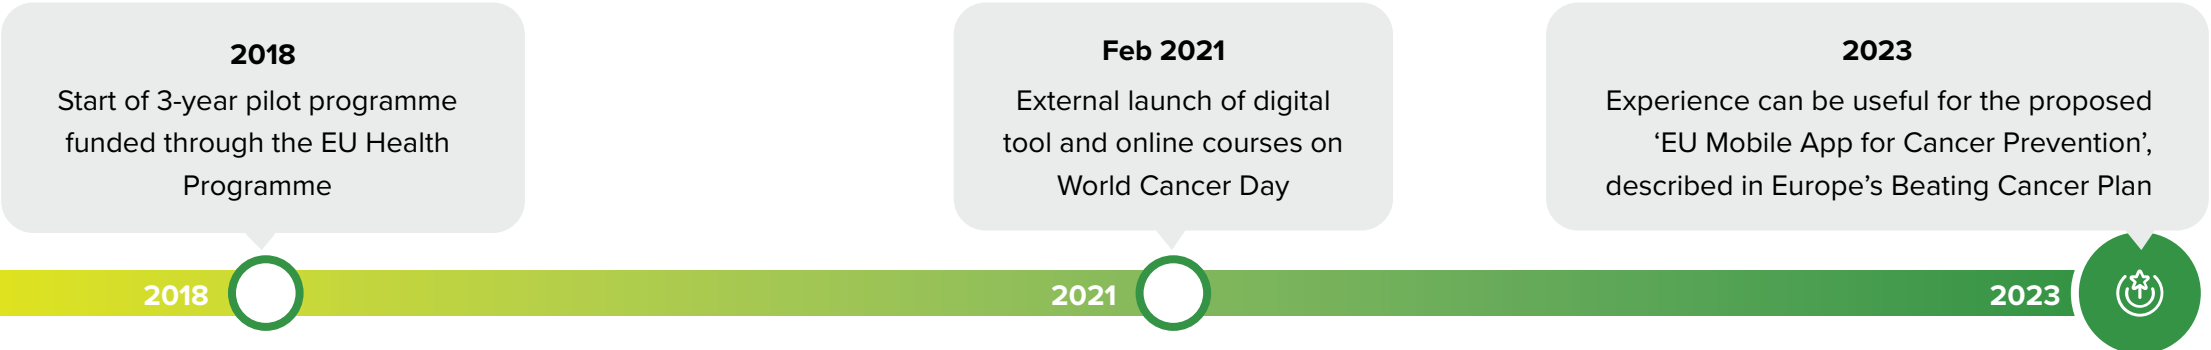 2018
Start of 3-year pilot programme
funded through the EU Health
Programme
Feb 2021
External launch of digital
tool and online courses on
World Cancer Day
2023
Experience can be useful for the proposed
‘EU Mobile App for Cancer Prevention’,
described in Europe’s Beating Cancer Plan
2018
2021
2023